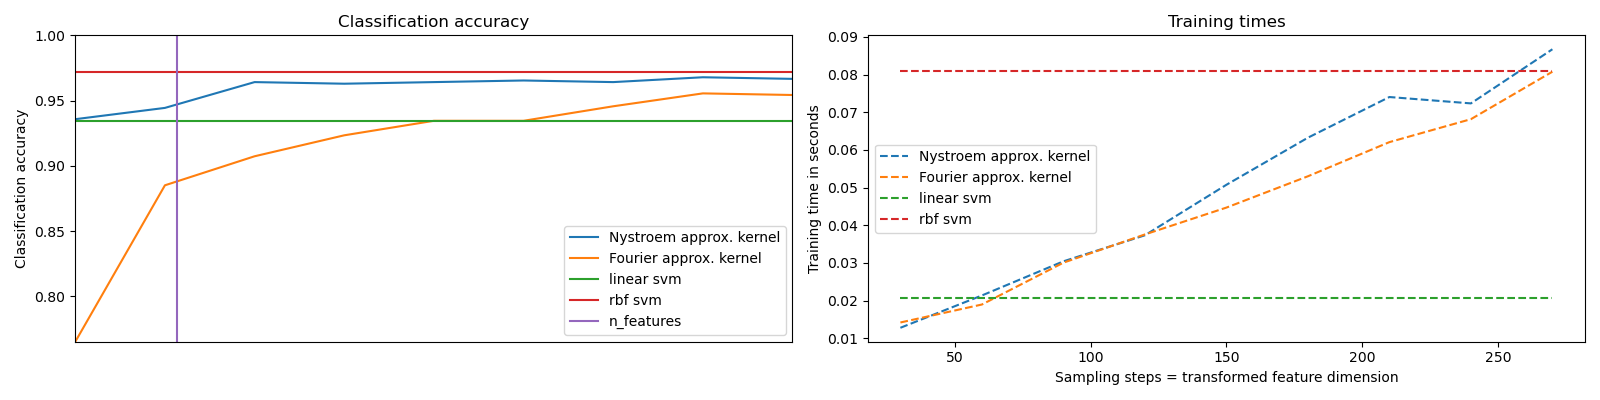 Classification accuracy
1.00
0.95
0.90
0.85
0.80
Classification accuracy
Nystroem approx. kernel
Fourier approx. kernel
linear svm
rbf svm
n_features
Training times
0.09
0.08
0.07
0.06
0.05
0.04
0.03
0.02
0.01
Training time in seconds
Nystroem approx. kernel
Fourier approx. kernel
linear svm
rbf svm
50
100
150
200
250
Sampling steps = transformed feature dimension